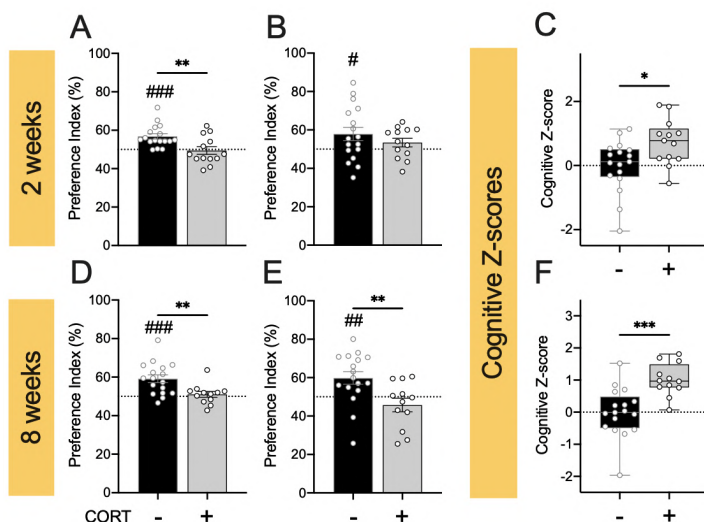 A
B
C
2 weeks
Preference Index (%)
100
80
60
40
20
0
**
###
Preference Index (%)
100
80
60
40
20
0
#
Cognitive Z-scores
Cognitive Z-score
2
0
-2
*
- +
D
E
F
8 weeks
Preference Index (%)
100
80
60
40
20
0
**
###
Preference Index (%)
100
80
60
40
20
0
**
##
Cognitive Z-score
3
2
1
0
-1
-2
***
CORT - +
- +
- +